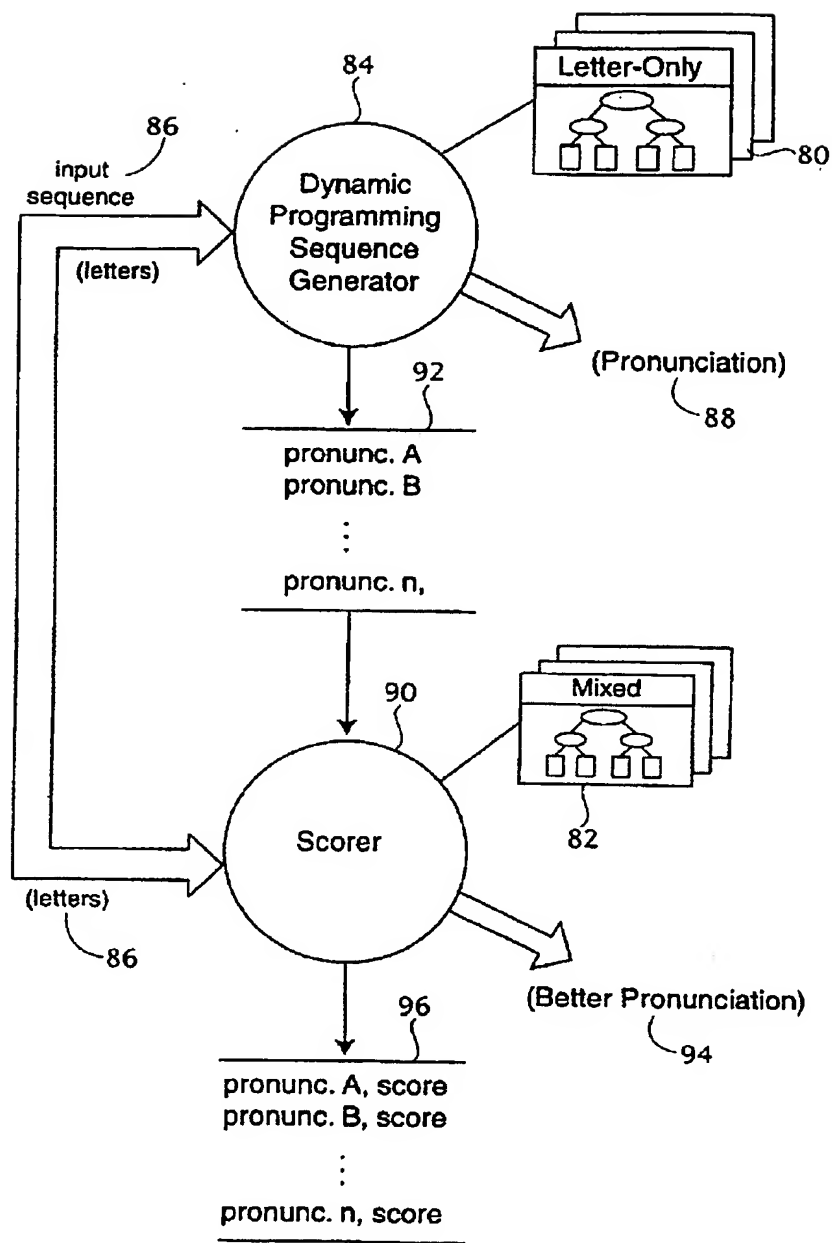 Letter-Only
84
86
80
input
sequence
(letters)
Dynamic
Programming
Sequence
Generator
(Pronunciation)
88
92
pronunc. A
pronunc. B
⋮
pronunc. n,
90
Mixed
82
Scorer
(letters)
86
(Better Pronunciation)
94
96
pronunc. A, score
pronunc. B, score
⋮
pronunc. n, score